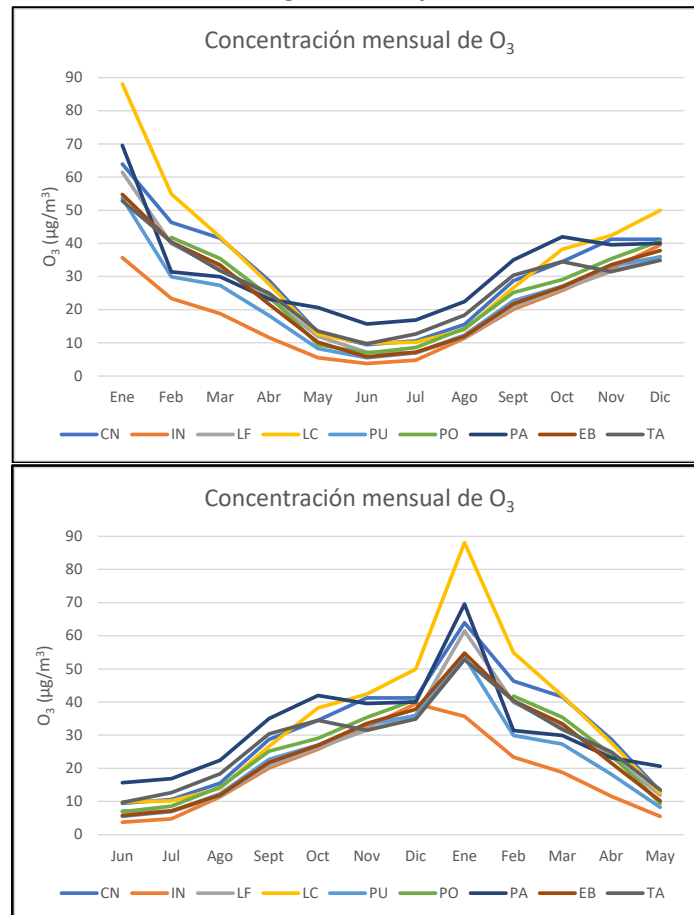 Concentración mensual de O3
90
80
70
60
50
40
30
20
10
0
O3 (µg/m³)
Ene Feb Mar Abr May Jun Jul Ago Sept Oct Nov Dic
CN IN LF LC PU PO PA EB TA
Concentración mensual de O3
90
80
70
60
50
40
30
20
10
0
O3 (µg/m³)
Jun Jul Ago Sept Oct Nov Dic Ene Feb Mar Abr May
CN IN LF LC PU PO PA EB TA